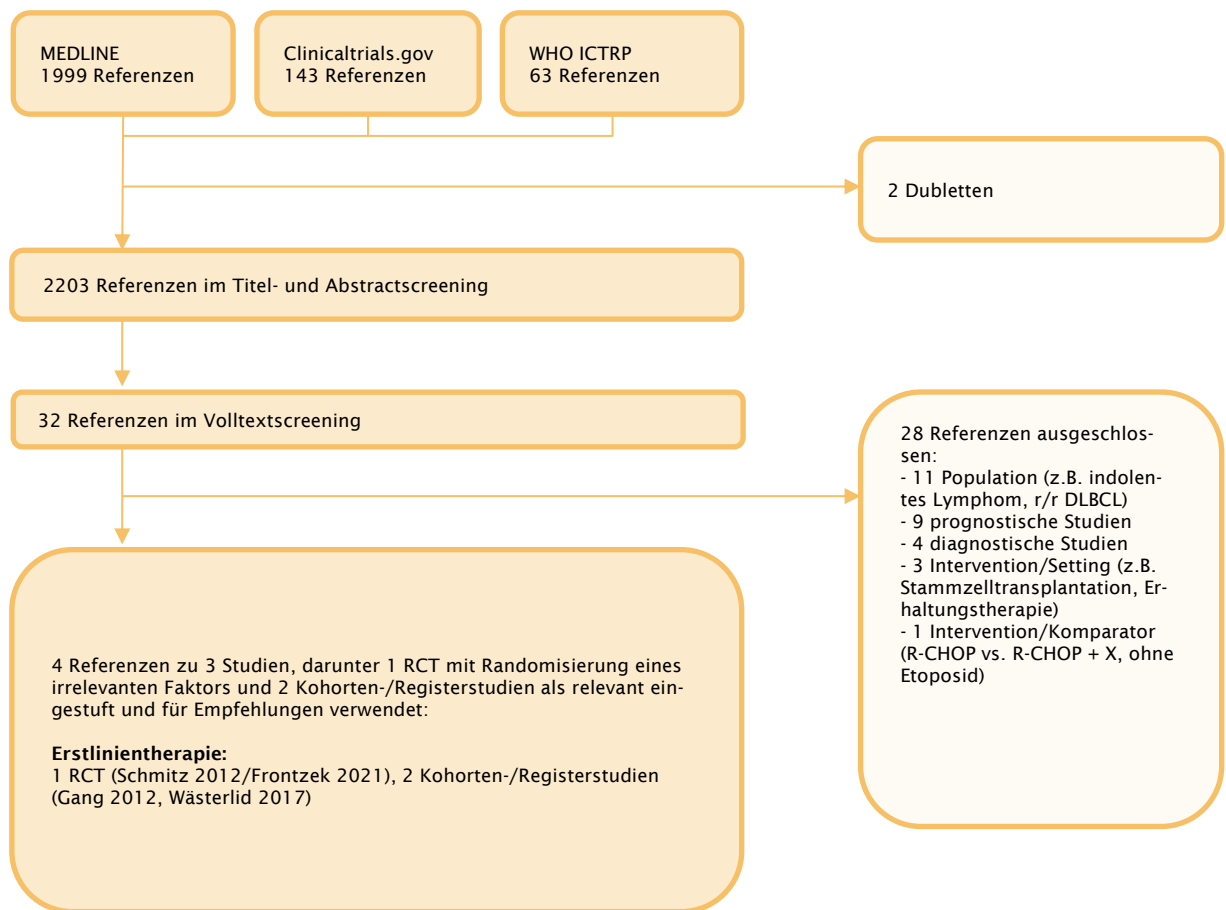 MEDLINE
1999 Referenzen
Clinicaltrials.gov
143 Referenzen
WHO ICTRP
63 Referenzen
2 Dubletten
2203 Referenzen im Titel- und Abstractscreening
32 Referenzen im Volltextscreening
28 Referenzen ausgeschlos-
sen:
- 11 Population (z.B. indolen-
tes Lymphom, r/r DLBCL)
- 9 prognostische Studien
- 4 diagnostische Studien
- 3 Intervention/Setting (z.B.
Stammzelltransplantation, Er-
haltungstherapie)
- 1 Intervention/Komparator
(R-CHOP vs. R-CHOP + X, ohne
Etoposid)
4 Referenzen zu 3 Studien, darunter 1 RCT mit Randomisierung eines
irrelevanten Faktors und 2 Kohorten-/Registerstudien als relevant ein-
gestuft und für Empfehlungen verwendet:
Erstlinientherapie:
1 RCT (Schmitz 2012/Frontzek 2021), 2 Kohorten-/Registerstudien
(Gang 2012, Wästerlid 2017)